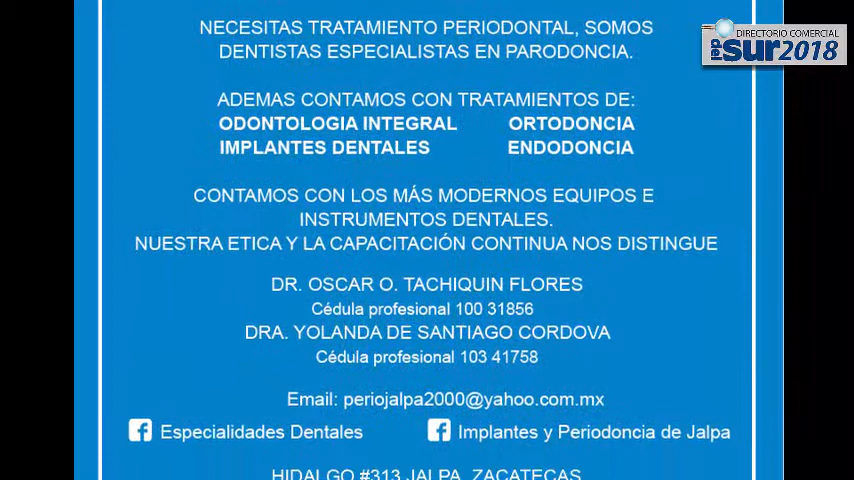 NECESITAS TRATAMIENTO PERIODONTAL, SOMOS
DENTISTAS ESPECIALISTAS EN PARODONCIA.
DIRECTORIO COMERCIAL
sur2018
ADEMAS CONTAMOS CON TRATAMIENTOS DE:
ODONTOLOGIA INTEGRAL ORTODONCIA
IMPLANTES DENTALES ENDODONCIA
CONTAMOS CON LOS MÁS MODERNOS EQUIPOS E
INSTRUMENTOS DENTALES.
NUESTRA ETICA Y LA CAPACITACIÓN CONTINUA NOS DISTINGUE
DR. OSCAR O. TACHIQUIN FLORES
Cédula profesional 100 31856
DRA. YOLANDA DE SANTIAGO CORDOVA
Cédula profesional 103 41758
Email: periojalpa2000@yahoo.com.mx
Especialidades Dentales Implantes y Periodoncia de Jalpa
HIDALGO #313 JALPA, ZACATECAS